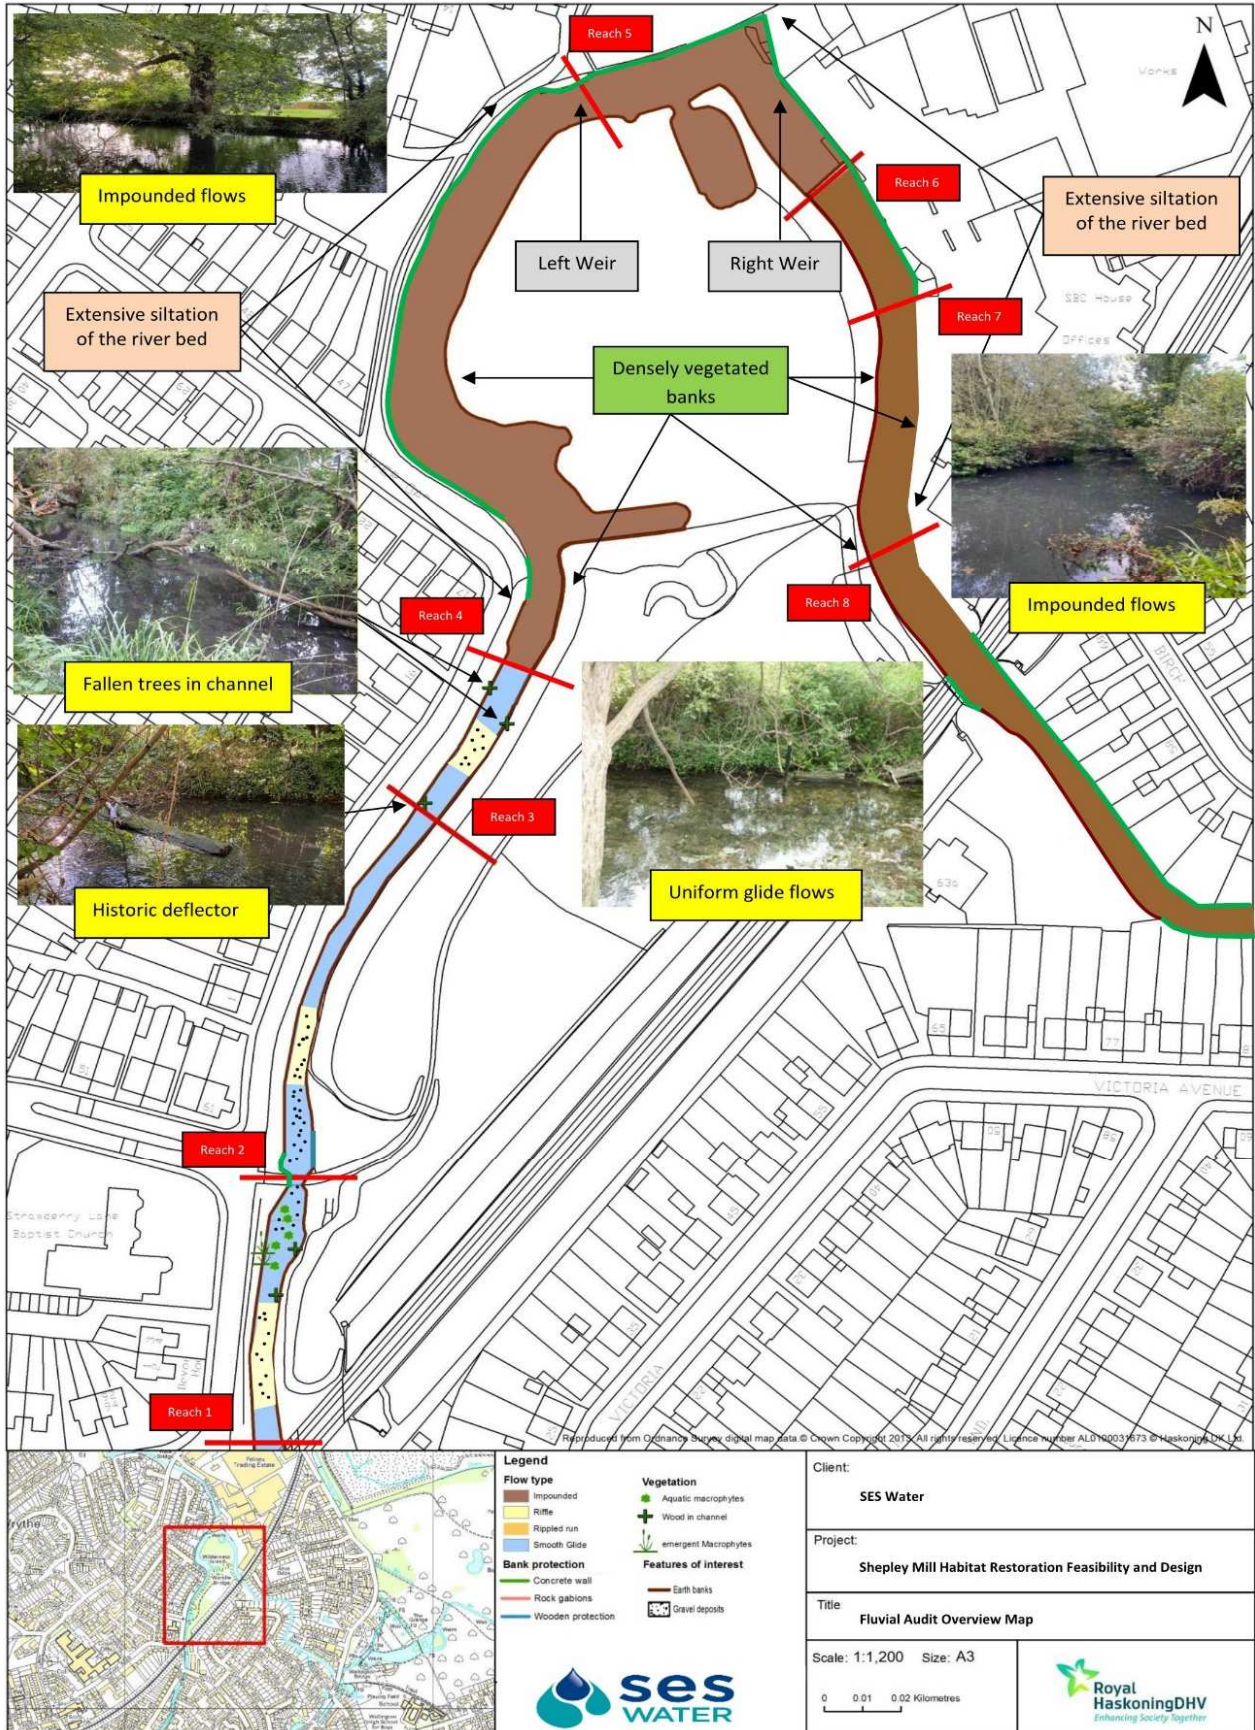 Reach 5
N
Works
Impounded flows
Reach 6
Extensive siltation
of the river bed
Left Weir
Right Weir
Extensive siltation
of the river bed
SBC House
Offices
Reach 7
Densely vegetated
banks
47
Reach 4
Reach 8
Impounded flows
BIRCH
Fallen trees in channel
Reach 3
Historic deflector
Uniform glide flows
63a
65
77
VICTORIA AVENUE
Reach 2
Strawberry Lane
Baptist Church
Reach 1
VICTORIA
Reproduced from Ordnance Survey digital map data © Crown Copyright 2013. All rights reserved. Licence number AL0100031673 © Haskoning UK Ltd.
Legend
Flow type
Impounded
Riffle
Rippled run
Smooth Glide
Bank protection
Concrete wall
Rock gabions
Wooden protection
Vegetation
Aquatic macrophytes
Wood in channel
emergent Macrophytes
Features of interest
Earth banks
Gravel deposits
ses
WATER
Client:
SES Water
Project:
Shepley Mill Habitat Restoration Feasibility and Design
Title
Fluvial Audit Overview Map
Scale: 1:1,200 Size: A3
0 0.01 0.02 Kilometres
Royal
HaskoningDHV
Enhancing Society Together